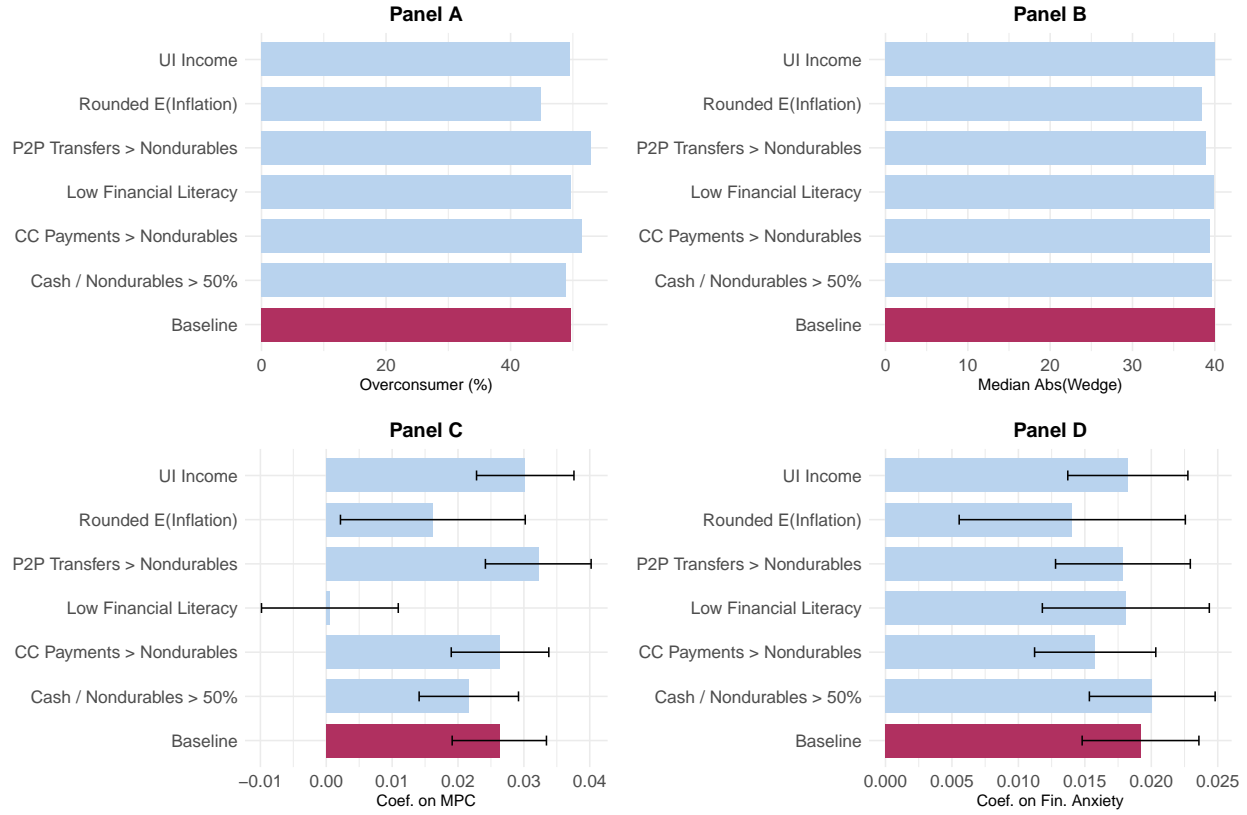 Panel A
UI Income
Rounded E(Inflation)
P2P Transfers > Nondurables
Low Financial Literacy
CC Payments > Nondurables
Cash / Nondurables > 50%
Baseline
0 20 40
Overconsumer (%)
Panel B
UI Income
Rounded E(Inflation)
P2P Transfers > Nondurables
Low Financial Literacy
CC Payments > Nondurables
Cash / Nondurables > 50%
Baseline
0 10 20 30 40
Median Abs(Wedge)
Panel C
UI Income
Rounded E(Inflation)
P2P Transfers > Nondurables
Low Financial Literacy
CC Payments > Nondurables
Cash / Nondurables > 50%
Baseline
−0.01 0.00 0.01 0.02 0.03 0.04
Coef. on MPC
Panel D
UI Income
Rounded E(Inflation)
P2P Transfers > Nondurables
Low Financial Literacy
CC Payments > Nondurables
Cash / Nondurables > 50%
Baseline
0.000 0.005 0.010 0.015 0.020 0.025
Coef. on Fin. Anxiety